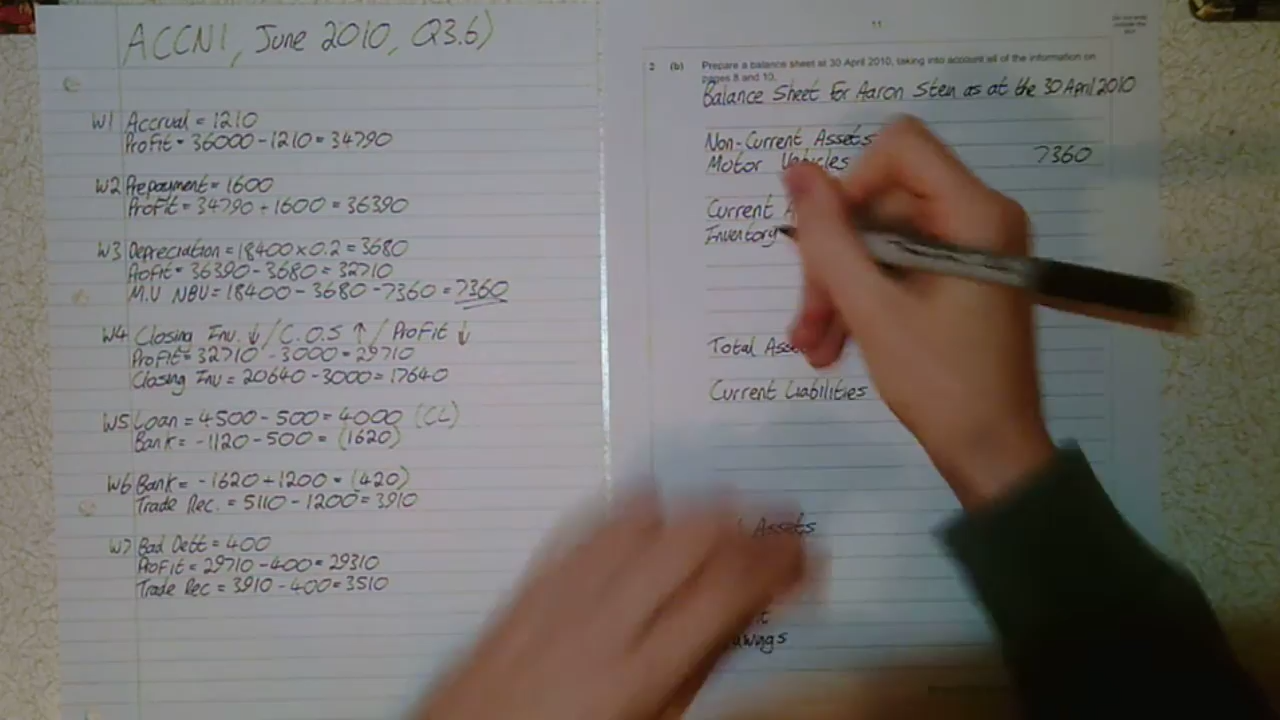 ACCN1, June 2010, Q3.6)
W1 Accrual = 1210
Profit = 36000 - 1210 = 34790
W2 Prepayment = 1600
Profit = 34790 + 1600 = 36390
W3 Depreciation = 18400 x 0.2 = 3680
Profit = 36390 - 3680 = 32710
M.V NBV = 18400 - 3680 - 7360 = 7360
W4 Closing Inv. ↓ / C.O.S ↑ / Profit ↓
Profit = 32710 - 3000 = 29710
Closing Inv = 20640 - 3000 = 17640
W5 Loan = 4500 - 500 = 4000 (CL)
Bank = -1120 - 500 = (1620)
W6 Bank = -1620 + 1200 = (420)
Trade Rec. = 5110 - 1200 = 3910
W7 Bad Debt = 400
Profit = 29710 - 400 = 29310
Trade Rec = 3910 - 400 = 3510
11
2 (b) Prepare a balance sheet at 30 April 2010, taking into account all of the information on
pages 8 and 10.
Balance Sheet for Aaron Sten as at the 30 April 2010
Non-Current Assets
Motor Vehicles 7360
Current A
Inventory
Total Asse
Current Liabilities
Assets